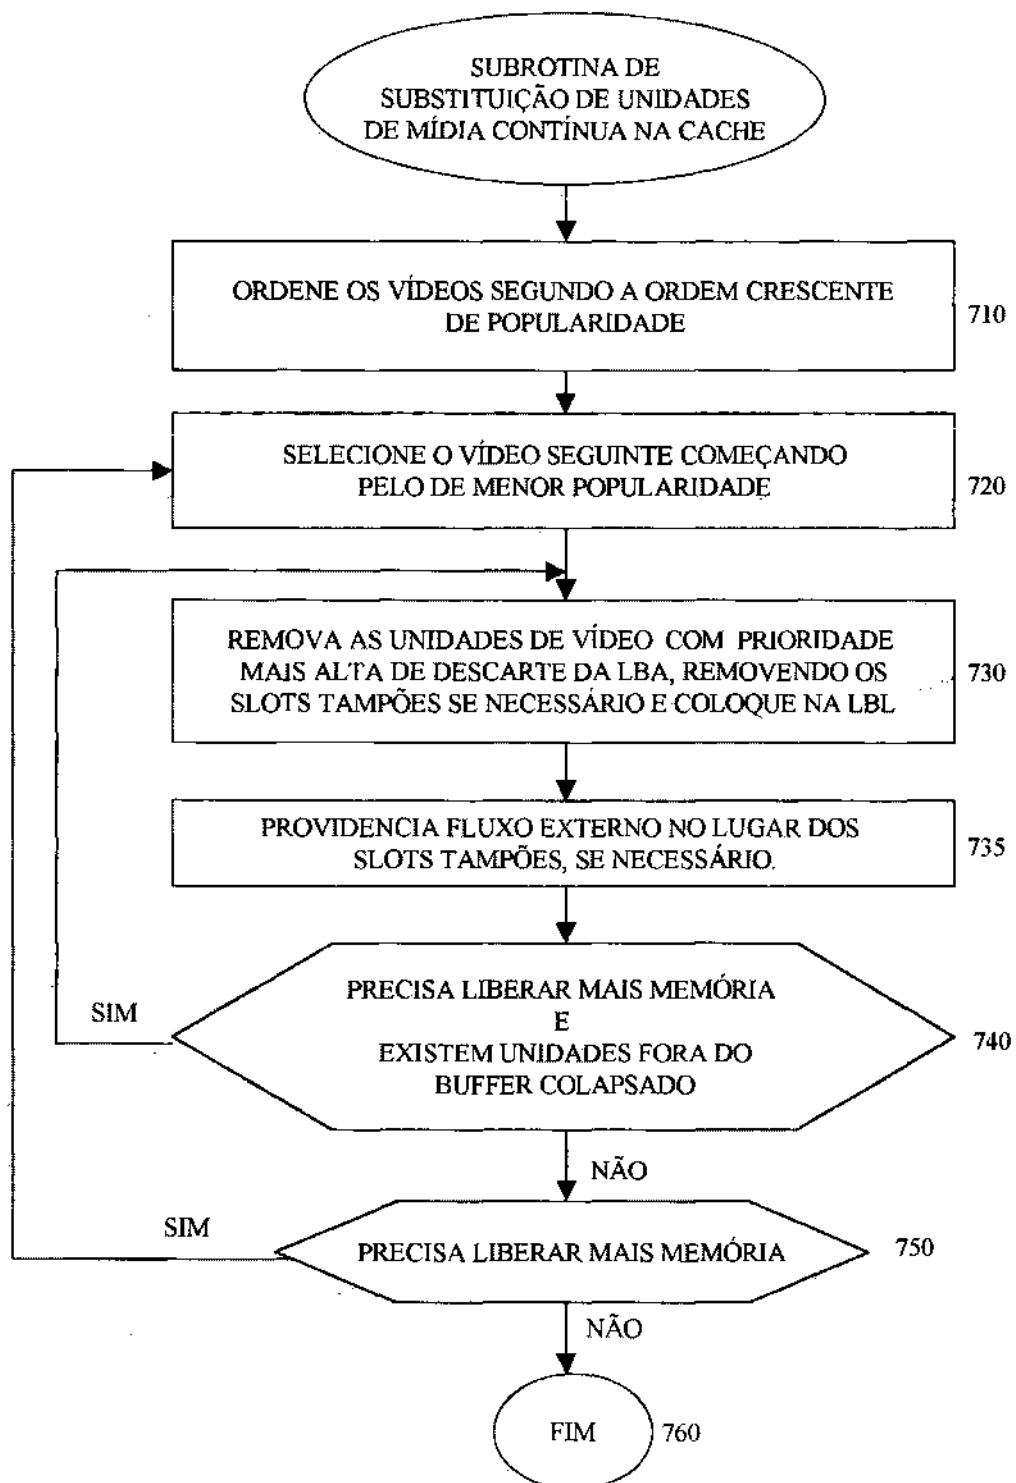 SUBROTINA DE
SUBSTITUIÇÃO DE UNIDADES
DE MÍDIA CONTÍNUA NA CACHE
ORDENE OS VÍDEOS SEGUNDO A ORDEM CRESCENTE
DE POPULARIDADE
710
SELECIONE O VÍDEO SEGUINTE COMEÇANDO
PELO DE MENOR POPULARIDADE
720
REMOVA AS UNIDADES DE VÍDEO COM PRIORIDADE
MAIS ALTA DE DESCARTE DA LBA, REMOVENDO OS
SLOTS TAMPÕES SE NECESSÁRIO E COLOQUE NA LBL
730
PROVIDENCIA FLUXO EXTERNO NO LUGAR DOS
SLOTS TAMPÕES, SE NECESSÁRIO.
735
PRECISA LIBERAR MAIS MEMÓRIA
E
EXISTEM UNIDADES FORA DO
BUFFER COLAPSADO
740
SIM
NÃO
PRECISA LIBERAR MAIS MEMÓRIA
750
SIM
NÃO
FIM
760